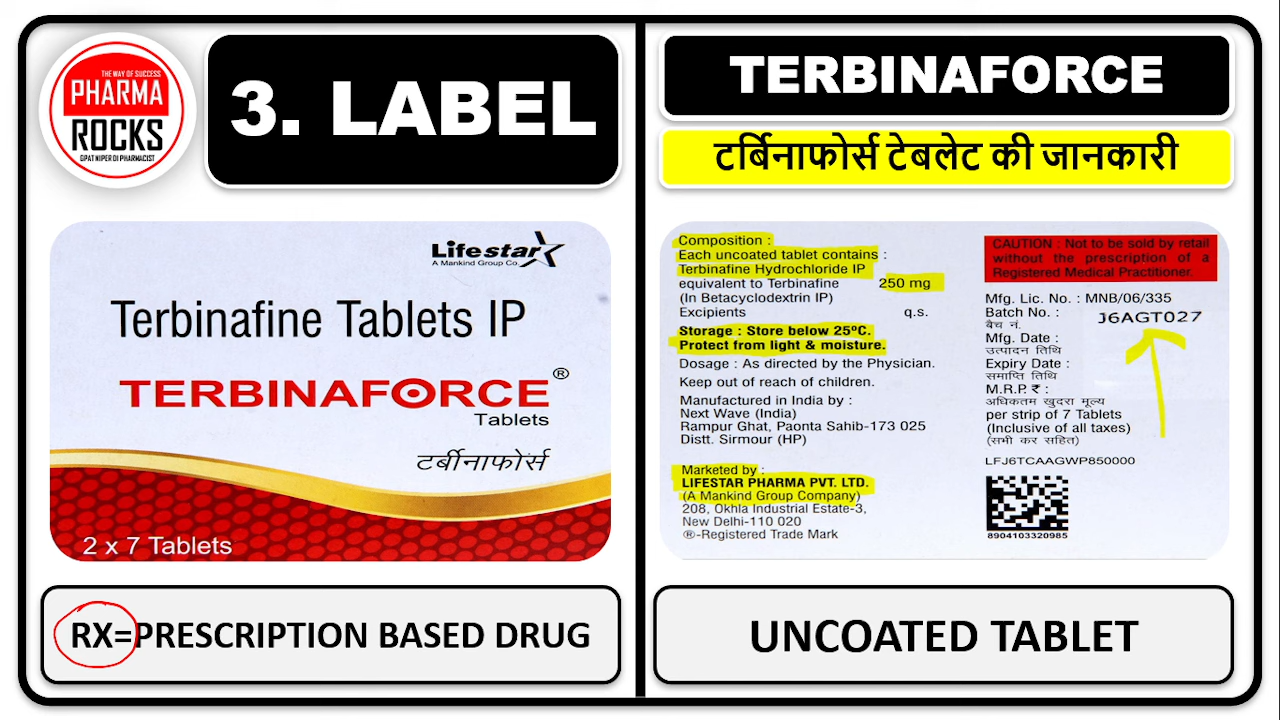 THE WAY OF SUCCESS
PHARMA
ROCKS
GPAT NIPER DI PHARMACIST
3. LABEL
Lifestar
A Mankind Group Co.
Terbinafine Tablets IP
TERBINAFORCE®
Tablets
टर्बीनाफोर्स
2 x 7 Tablets
RX=PRESCRIPTION BASED DRUG
TERBINAFORCE
टर्बिनाफोर्स टेबलेट की जानकारी
Composition :
Each uncoated tablet contains :
Terbinafine Hydrochloride IP
equivalent to Terbinafine 250 mg
(In Betacyclodextrin IP)
Excipients q.s.
Storage : Store below 25ºC.
Protect from light & moisture.
Dosage : As directed by the Physician.
Keep out of reach of children.
Manufactured in India by :
Next Wave (India)
Rampur Ghat, Paonta Sahib-173 025
Distt. Sirmour (HP)
Marketed by :
LIFESTAR PHARMA PVT. LTD.
(A Mankind Group Company)
208, Okhla Industrial Estate-3,
New Delhi-110 020
®-Registered Trade Mark
CAUTION : Not to be sold by retail
without the prescription of a
Registered Medical Practitioner.
Mfg. Lic. No. : MNB/06/335
Batch No. : J6AGT027
बैच नं.
Mfg. Date :
उत्पादन तिथि
Expiry Date :
समाप्ति तिथि
M.R.P. ₹ :
अधिकतम खुदरा मूल्य
per strip of 7 Tablets
(Inclusive of all taxes)
(सभी कर सहित)
LFJ6TCAAGWP850000
8904103320985
UNCOATED TABLET